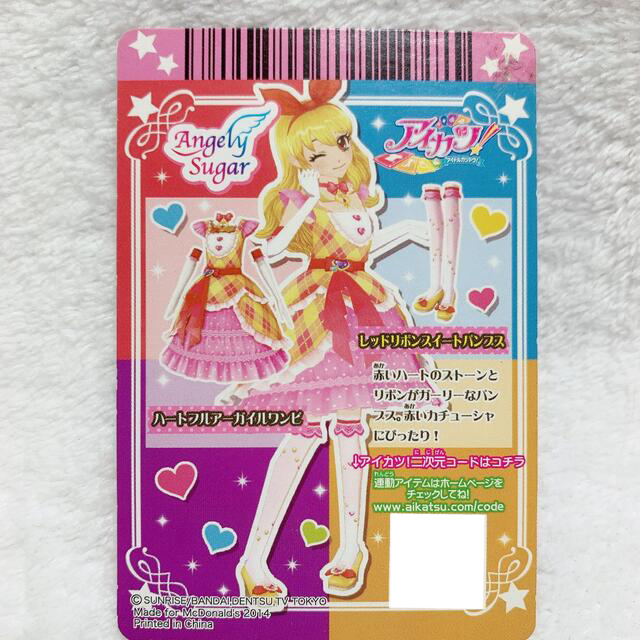 Angely
Sugar
アイカツ!
アイドルカツドウ!
レッドリボンスイートパンプス
あか
赤いハートのストーンと
リボンがガーリーなパン
あか
プス。赤いカチューシャ
にぴったり!
ハートフルアーガイルワンピ
にじげん
↓アイカツ!二次元コードはコチラ
れんどう
連動アイテムはホームページを
チェックしてね!
www.aikatsu.com/code
©SUNRISE/BANDAI,DENTSU,TV TOKYO
Made for McDonald's 2014
Printed in China